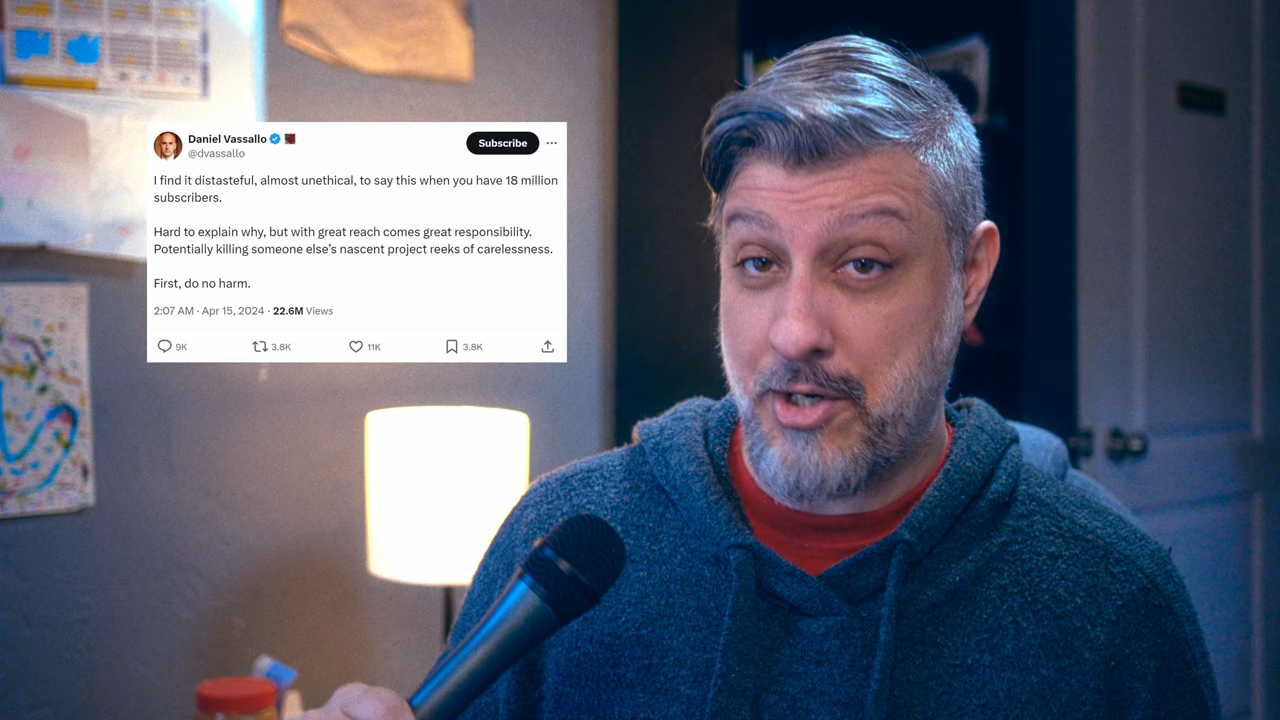 Daniel Vassallo
@dvassallo
Subscribe
I find it distasteful, almost unethical, to say this when you have 18 million
subscribers.
Hard to explain why, but with great reach comes great responsibility.
Potentially killing someone else's nascent project reeks of carelessness.
First, do no harm.
2:07 AM · Apr 15, 2024 · 22.6M Views
9K 3.8K 11K 3.8K